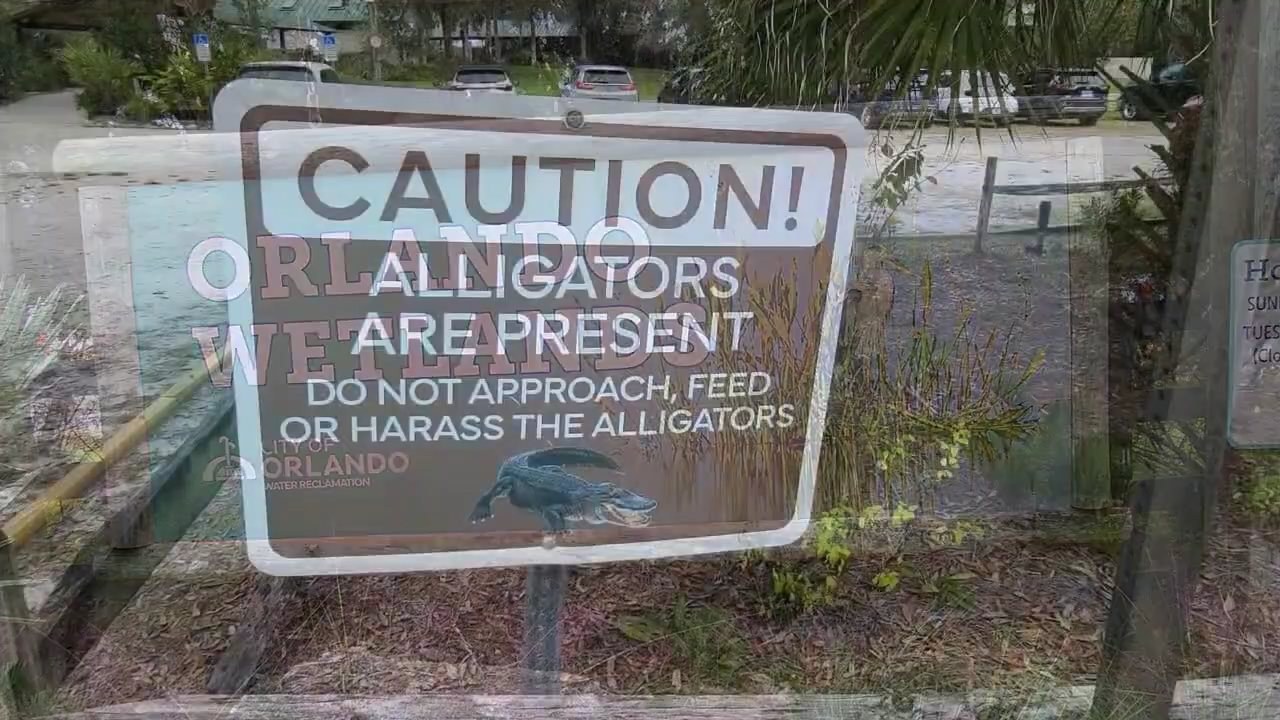 CAUTION!
ALLIGATORS
ARE PRESENT
DO NOT APPROACH, FEED
OR HARASS THE ALLIGATORS
ORLANDO
WETLANDS
CITY OF
ORLANDO
WATER RECLAMATION
SUN